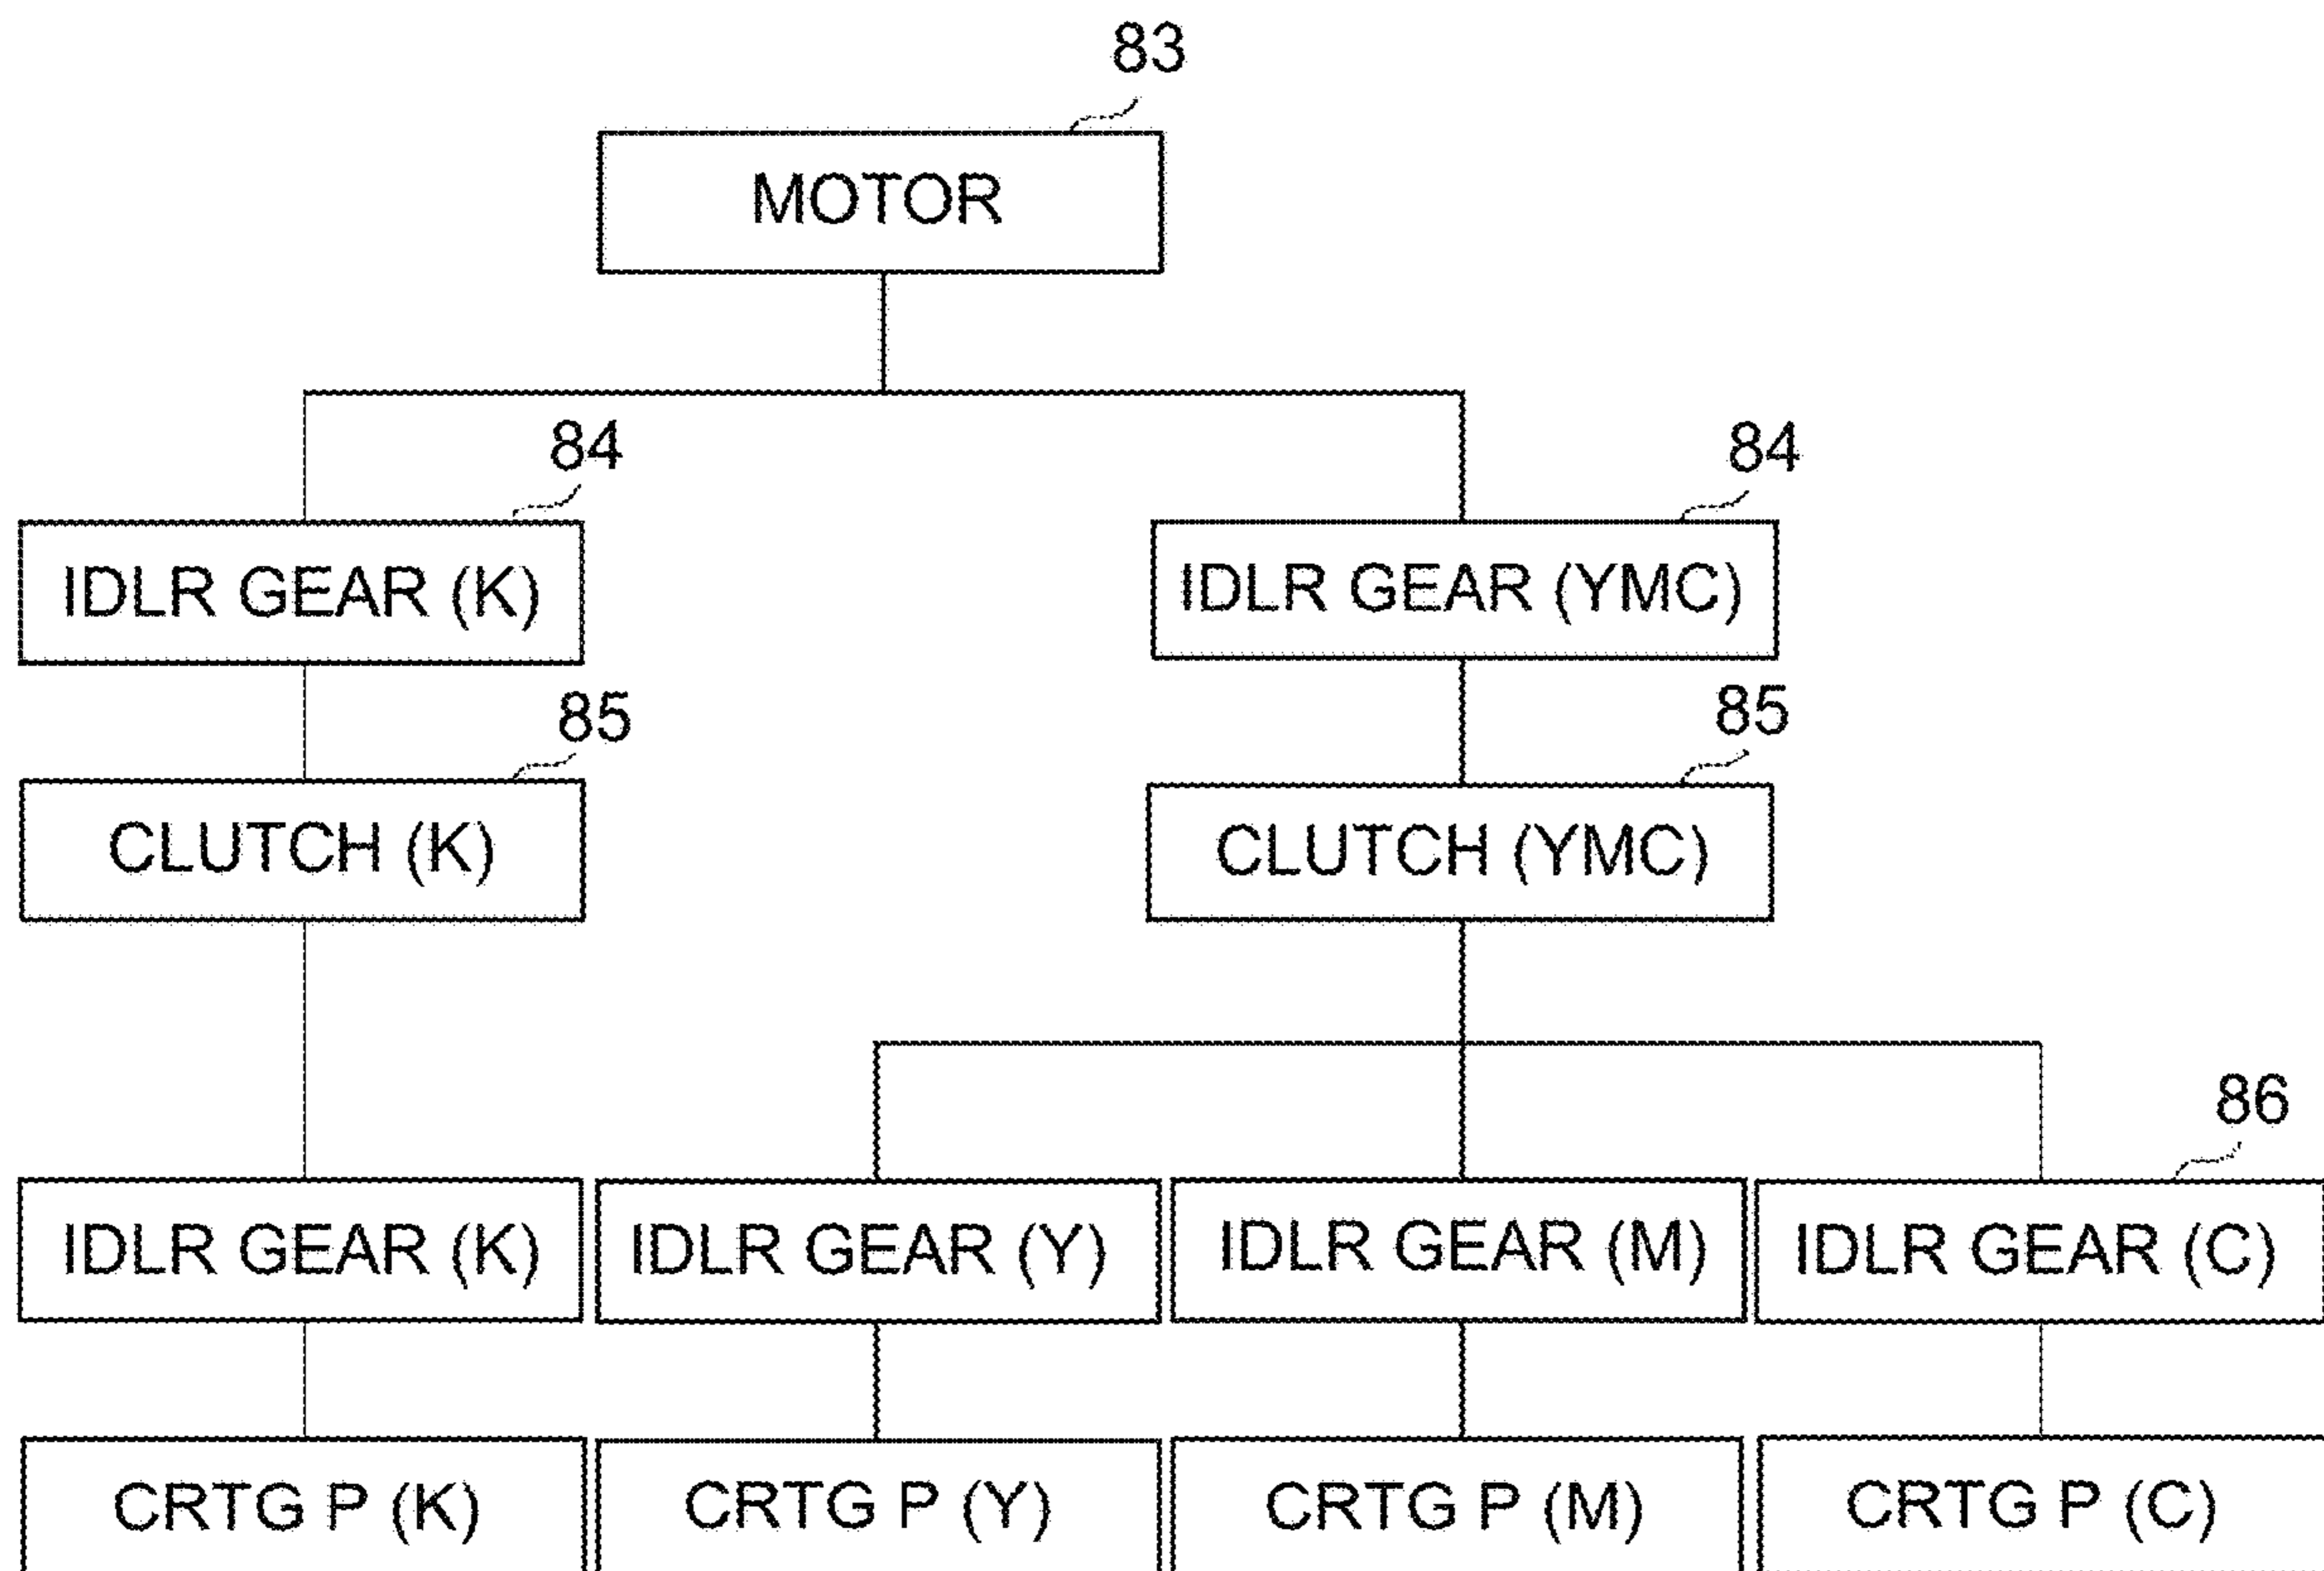 83
MOTOR
84
84
IDLR GEAR (K)
IDLR GEAR (YMC)
85
85
CLUTCH (K)
CLUTCH (YMC)
86
IDLR GEAR (K)
IDLR GEAR (Y)
IDLR GEAR (M)
IDLR GEAR (C)
CRTG P (K)
CRTG P (Y)
CRTG P (M)
CRTG P (C)